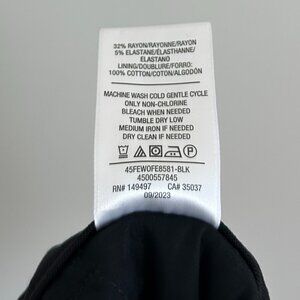 32% RAYON/RAYONNE/RAYON
5% ELASTANE/ELASTHANNE/
ELASTANO
LINING/DOUBLURE/FORRO:
100% COTTON/COTON/ALGODÓN
MACHINE WASH COLD GENTLE CYCLE
ONLY NON-CHLORINE
BLEACH WHEN NEEDED
TUMBLE DRY LOW
MEDIUM IRON IF NEEDED
DRY CLEAN IF NEEDED
45FEWOFE8581-BLK
4500557845
RN# 149497 CA# 35037
09/2023